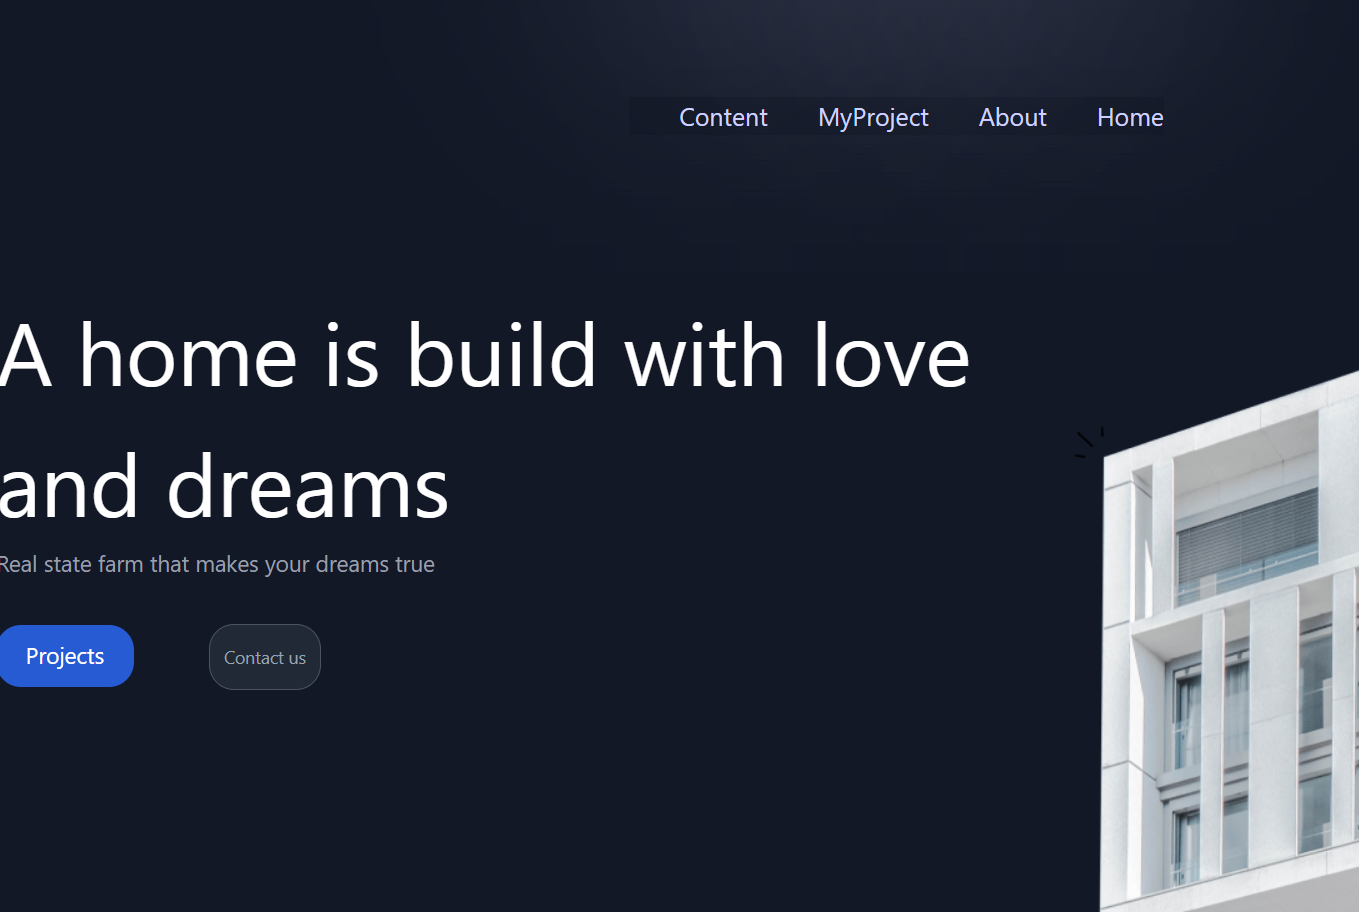 Content MyProject About Home
A home is build with love
and dreams
Real state farm that makes your dreams true
Projects Contact us